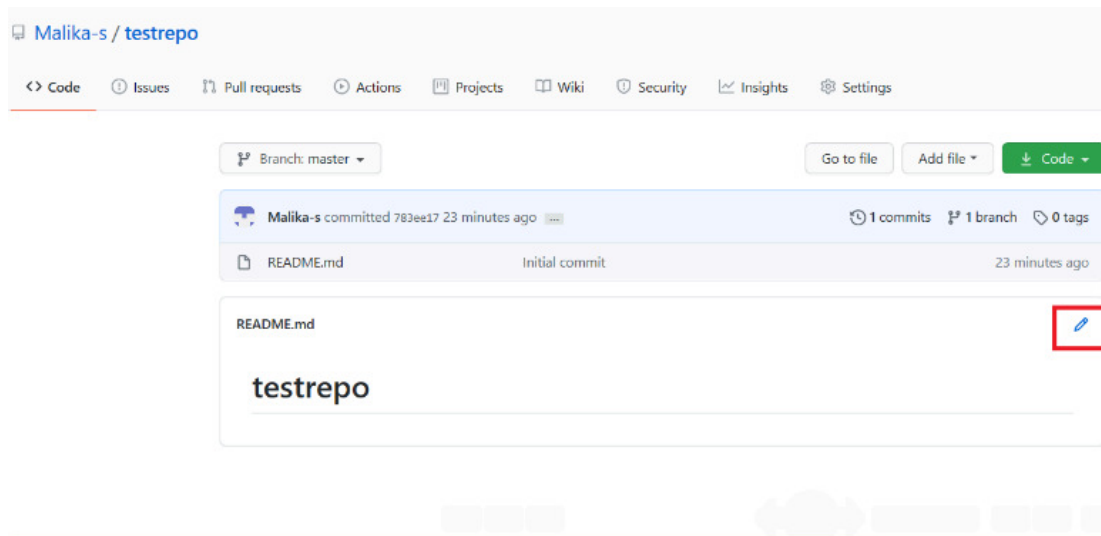 Malika-s / testrepo
<> Code Issues Pull requests Actions Projects Wiki Security Insights Settings
Branch: master Go to file Add file Code
Malika-s committed 783ee17 23 minutes ago ... 1 commits 1 branch 0 tags
README.md Initial commit 23 minutes ago
README.md
testrepo